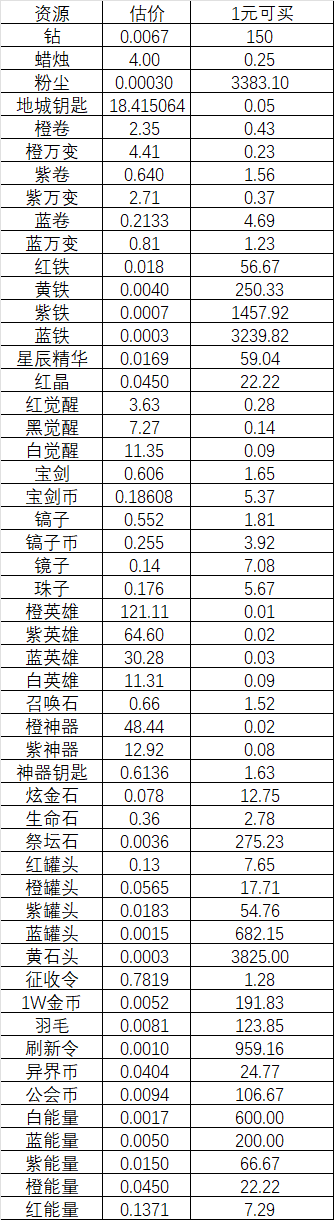 资源 估价 1元可买
钻 0.0067 150
蜡烛 4.00 0.25
粉尘 0.00030 3383.10
地城钥匙 18.415064 0.05
橙卷 2.35 0.43
橙万变 4.41 0.23
紫卷 0.640 1.56
紫万变 2.71 0.37
蓝卷 0.2133 4.69
蓝万变 0.81 1.23
红铁 0.018 56.67
黄铁 0.0040 250.33
紫铁 0.0007 1457.92
蓝铁 0.0003 3239.82
星辰精华 0.0169 59.04
红晶 0.0450 22.22
红觉醒 3.63 0.28
黑觉醒 7.27 0.14
白觉醒 11.35 0.09
宝剑 0.606 1.65
宝剑币 0.18608 5.37
镐子 0.552 1.81
镐子币 0.255 3.92
镜子 0.14 7.08
珠子 0.176 5.67
橙英雄 121.11 0.01
紫英雄 64.60 0.02
蓝英雄 30.28 0.03
白英雄 11.31 0.09
召唤石 0.66 1.52
橙神器 48.44 0.02
紫神器 12.92 0.08
神器钥匙 0.6136 1.63
炫金石 0.078 12.75
生命石 0.36 2.78
祭坛石 0.0036 275.23
红罐头 0.13 7.65
橙罐头 0.0565 17.71
紫罐头 0.0183 54.76
蓝罐头 0.0015 682.15
黄石头 0.0003 3825.00
征收令 0.7819 1.28
1W金币 0.0052 191.83
羽毛 0.0081 123.85
刷新令 0.0010 959.16
异界币 0.0404 24.77
公会币 0.0094 106.67
白能量 0.0017 600.00
蓝能量 0.0050 200.00
紫能量 0.0150 66.67
橙能量 0.0450 22.22
红能量 0.1371 7.29